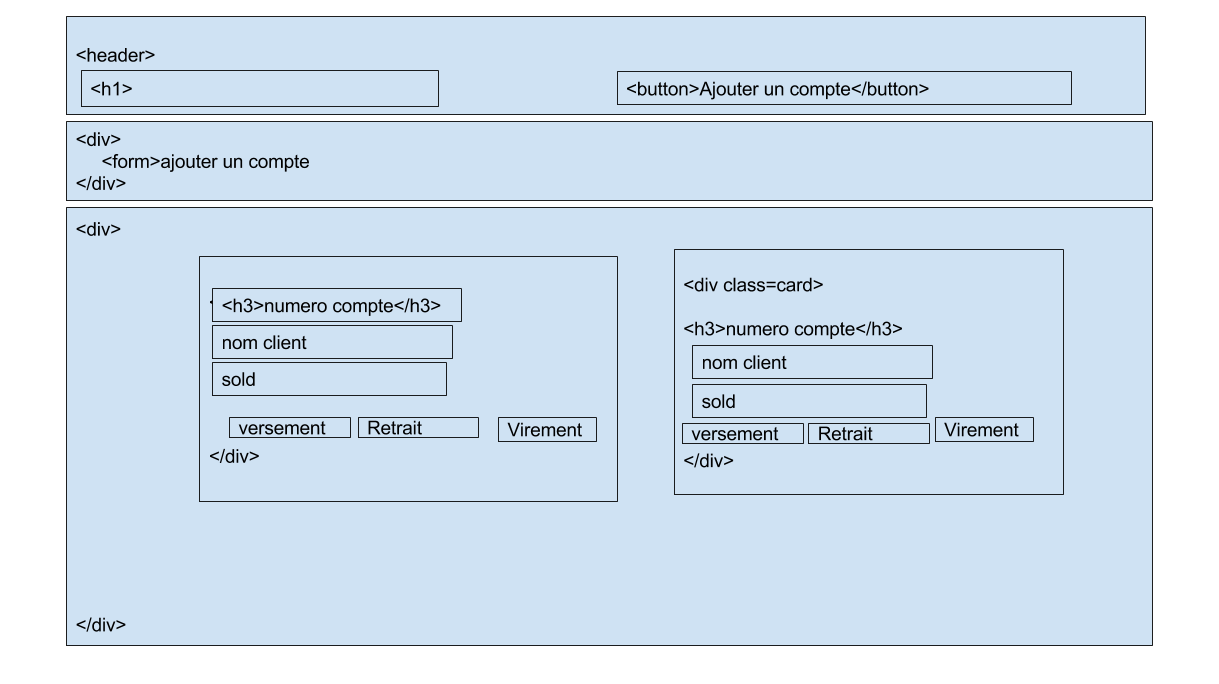 <header>
<h1>
<button>Ajouter un compte</button>
<div>
<form>ajouter un compte
</div>
<div>
<h3>numero compte</h3>
nom client
sold
versement Retrait Virement
</div>
<div class=card>
<h3>numero compte</h3>
nom client
sold
versement Retrait Virement
</div>
</div>